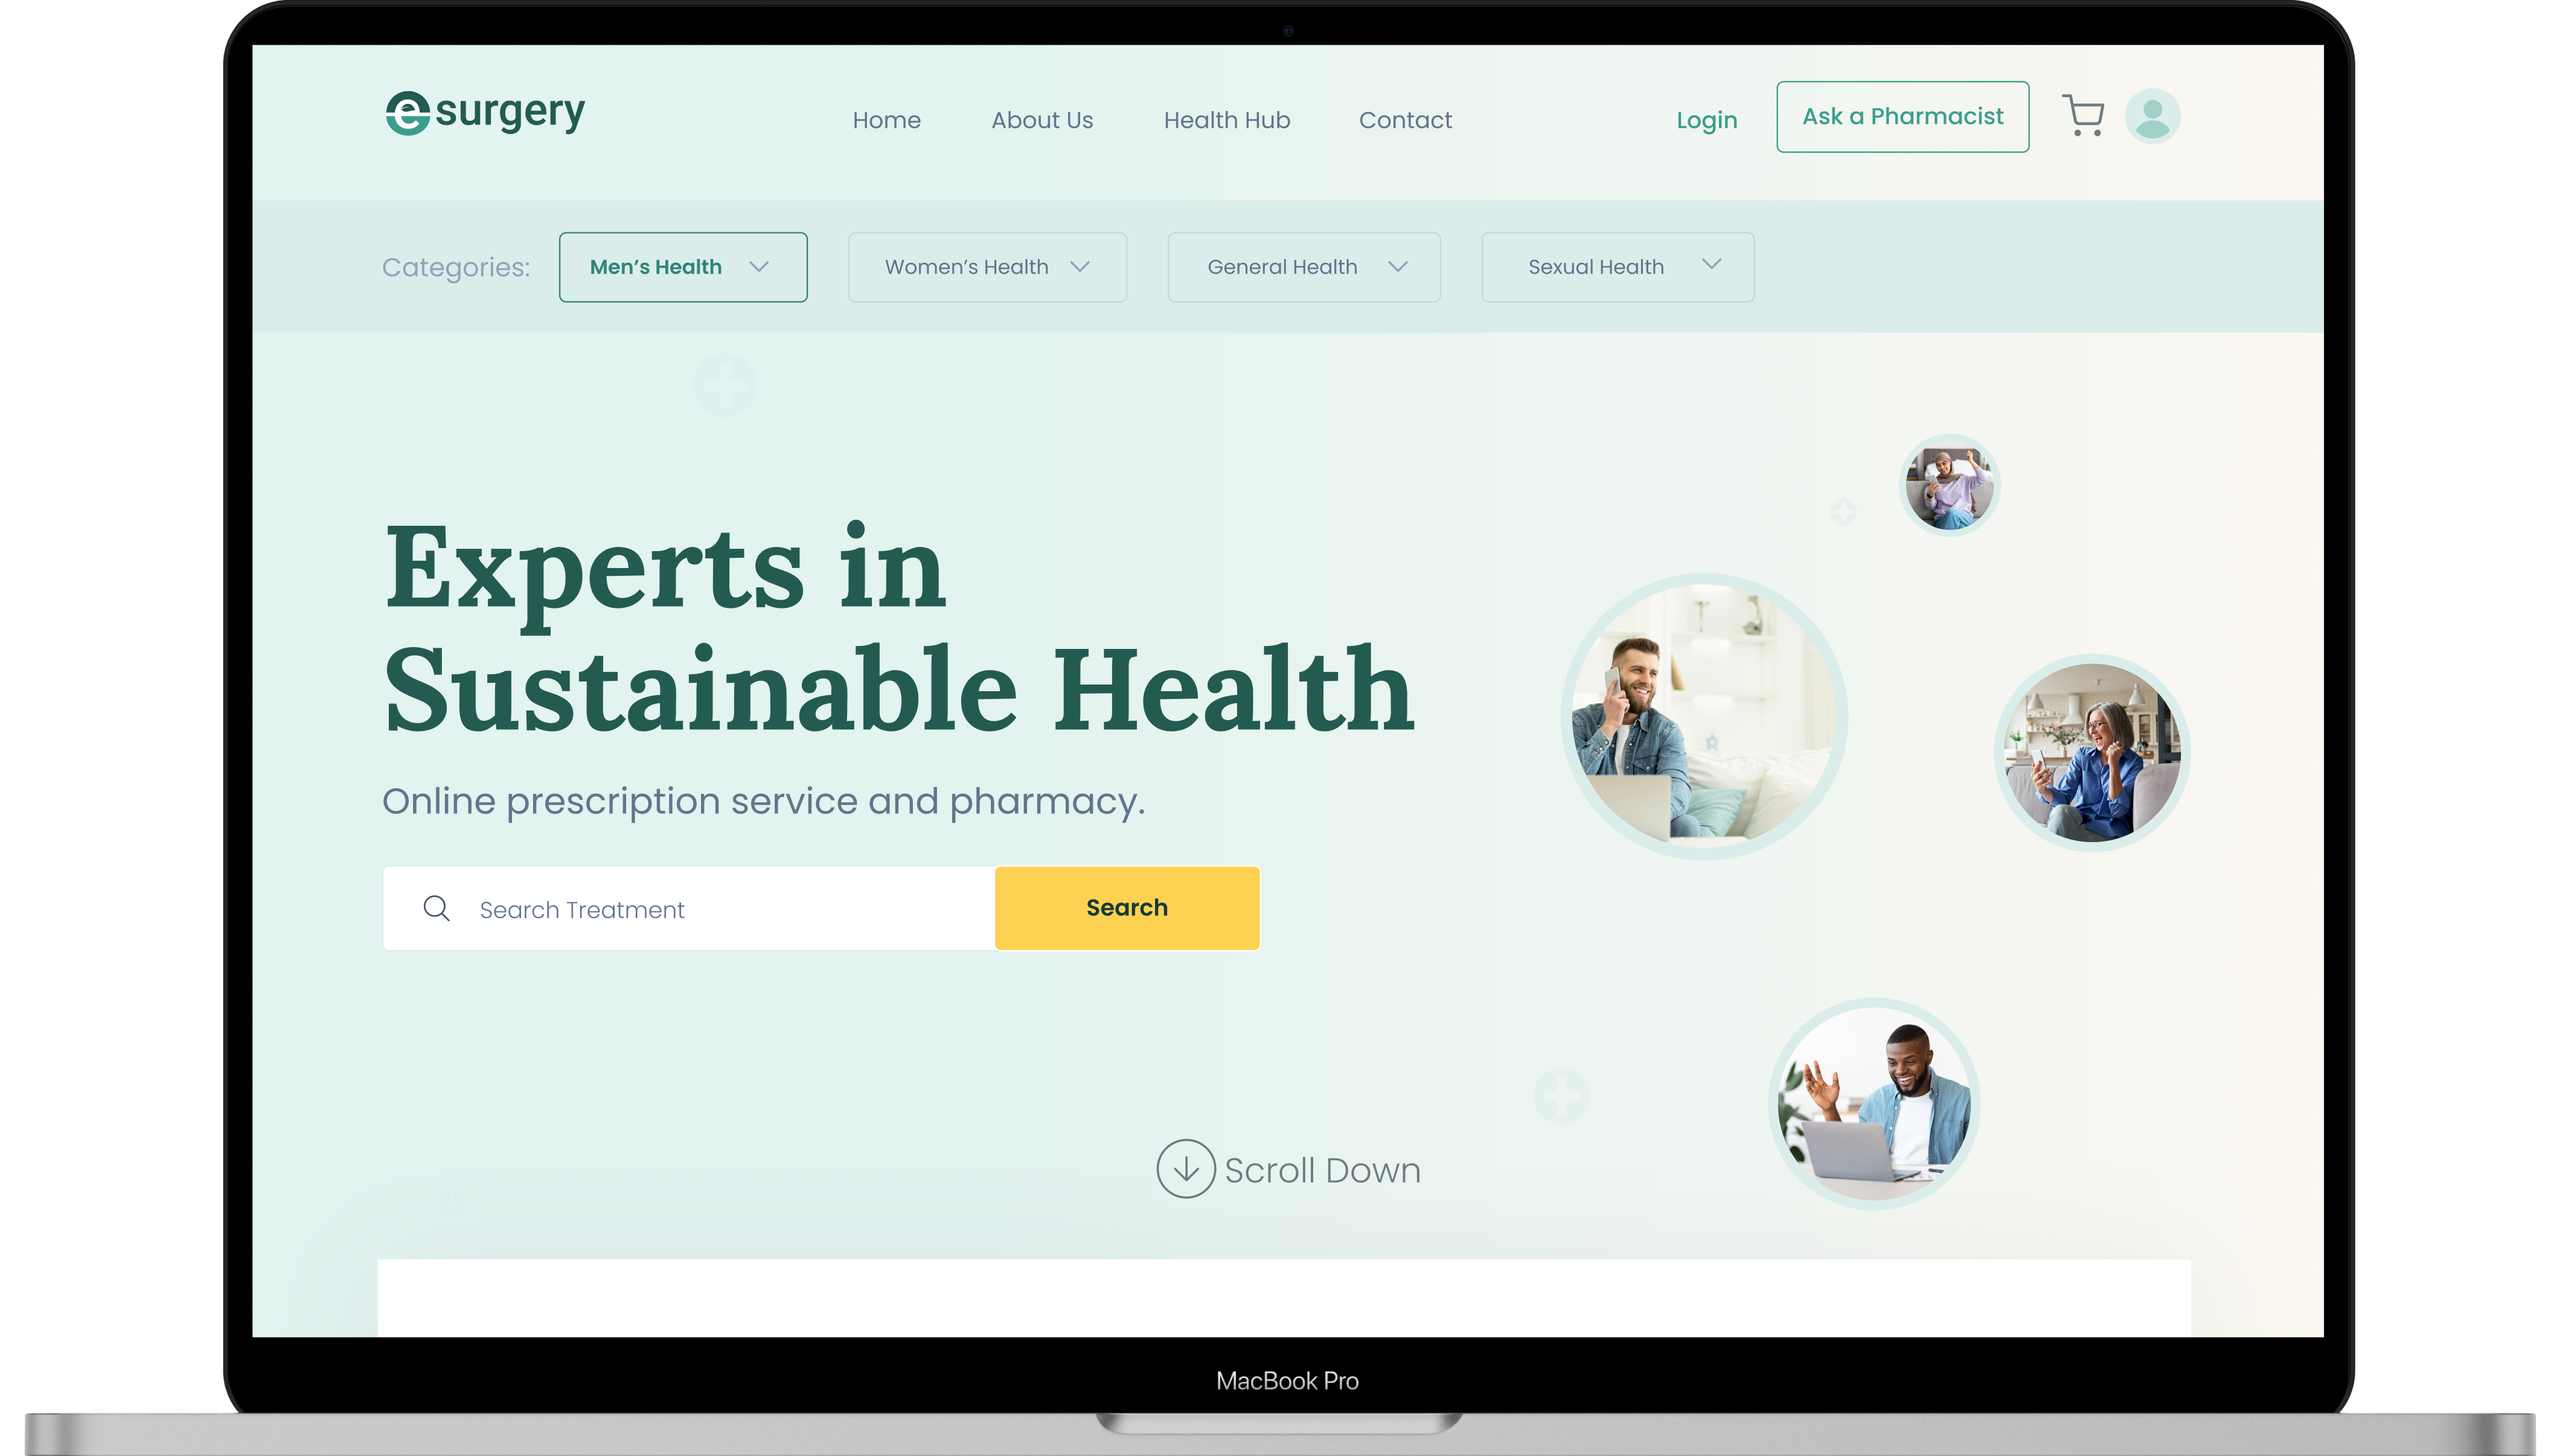 esurgery
Home About Us Health Hub Contact
Login Ask a Pharmacist
Categories: Men’s Health Women’s Health General Health Sexual Health
Experts in
Sustainable Health
Online prescription service and pharmacy.
Search Treatment Search
Scroll Down
MacBook Pro